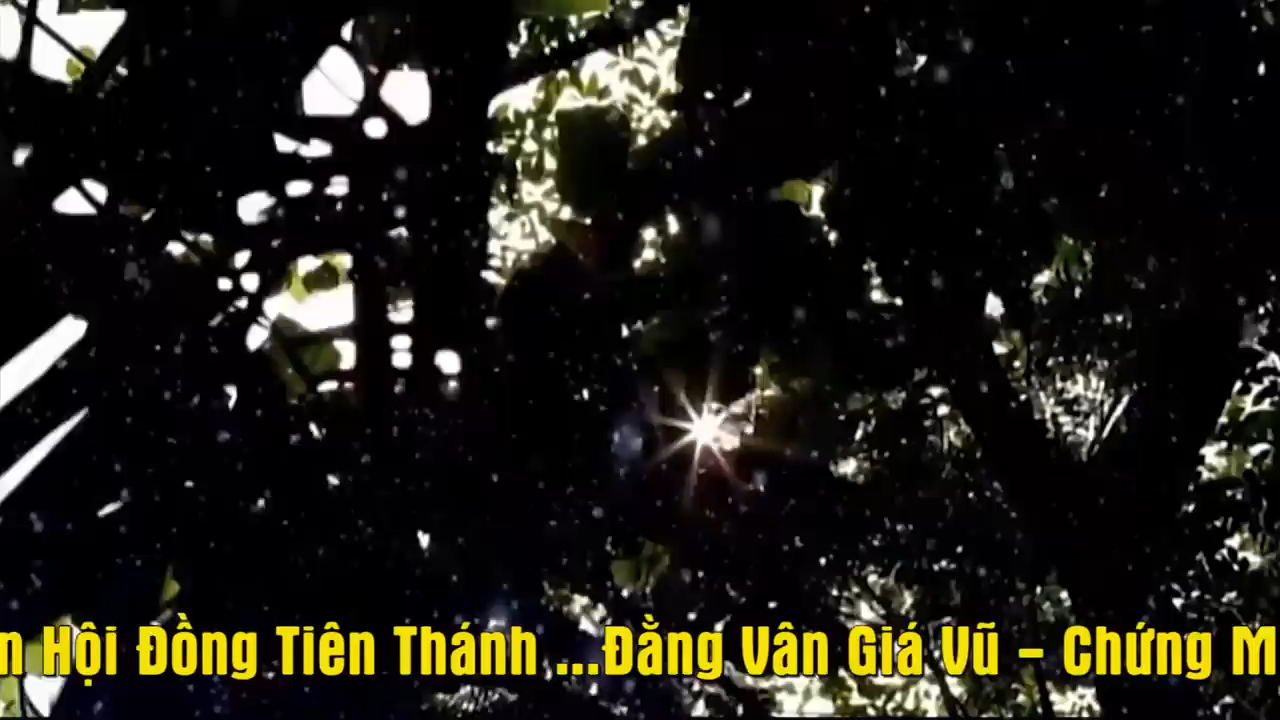 n Hội Đồng Tiên Thánh ...Đằng Vân Giá Vũ – Chứng M